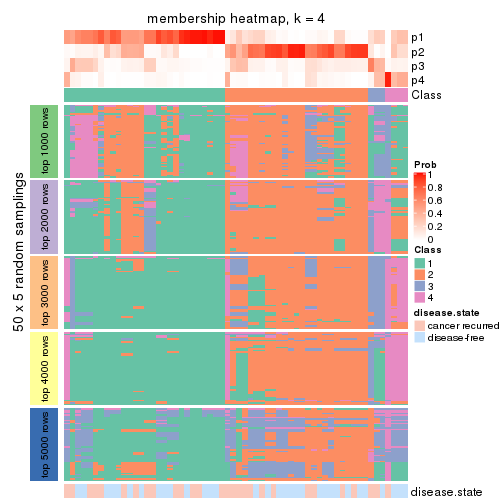 membership heatmap, k = 4
p1
p2
p3
p4
Class
50 x 5 random samplings
top 1000 rows
top 2000 rows
top 3000 rows
top 4000 rows
top 5000 rows
Prob
1
0.8
0.6
0.4
0.2
0
Class
1
2
3
4
disease.state
cancer recurred
disease-free
disease.state